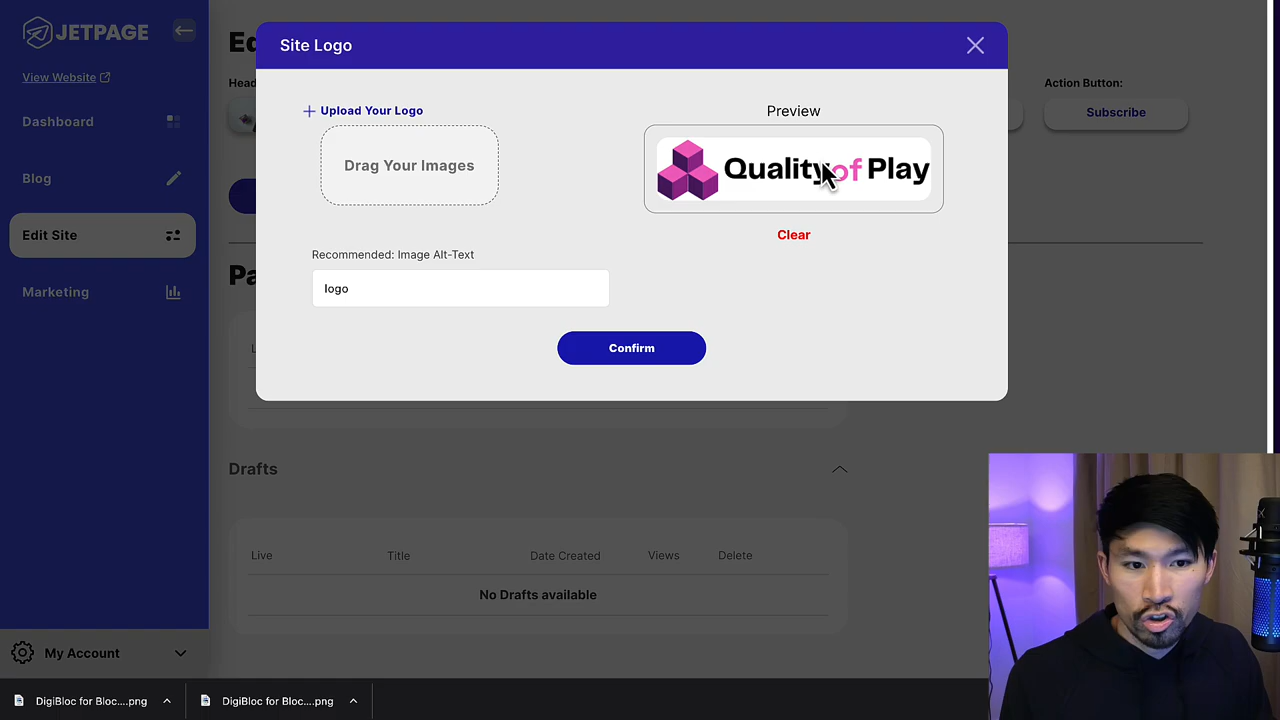 JETPAGE
View Website
Dashboard
Blog
Edit Site
Marketing
My Account
Site Logo
Action Button:
Subscribe
Upload Your Logo
Drag Your Images
Preview
Quality of Play
Clear
Recommended: Image Alt-Text
logo
Confirm
Drafts
Live Title Date Created Views Delete
No Drafts available
DigiBloc for Bloc....png
DigiBloc for Bloc....png